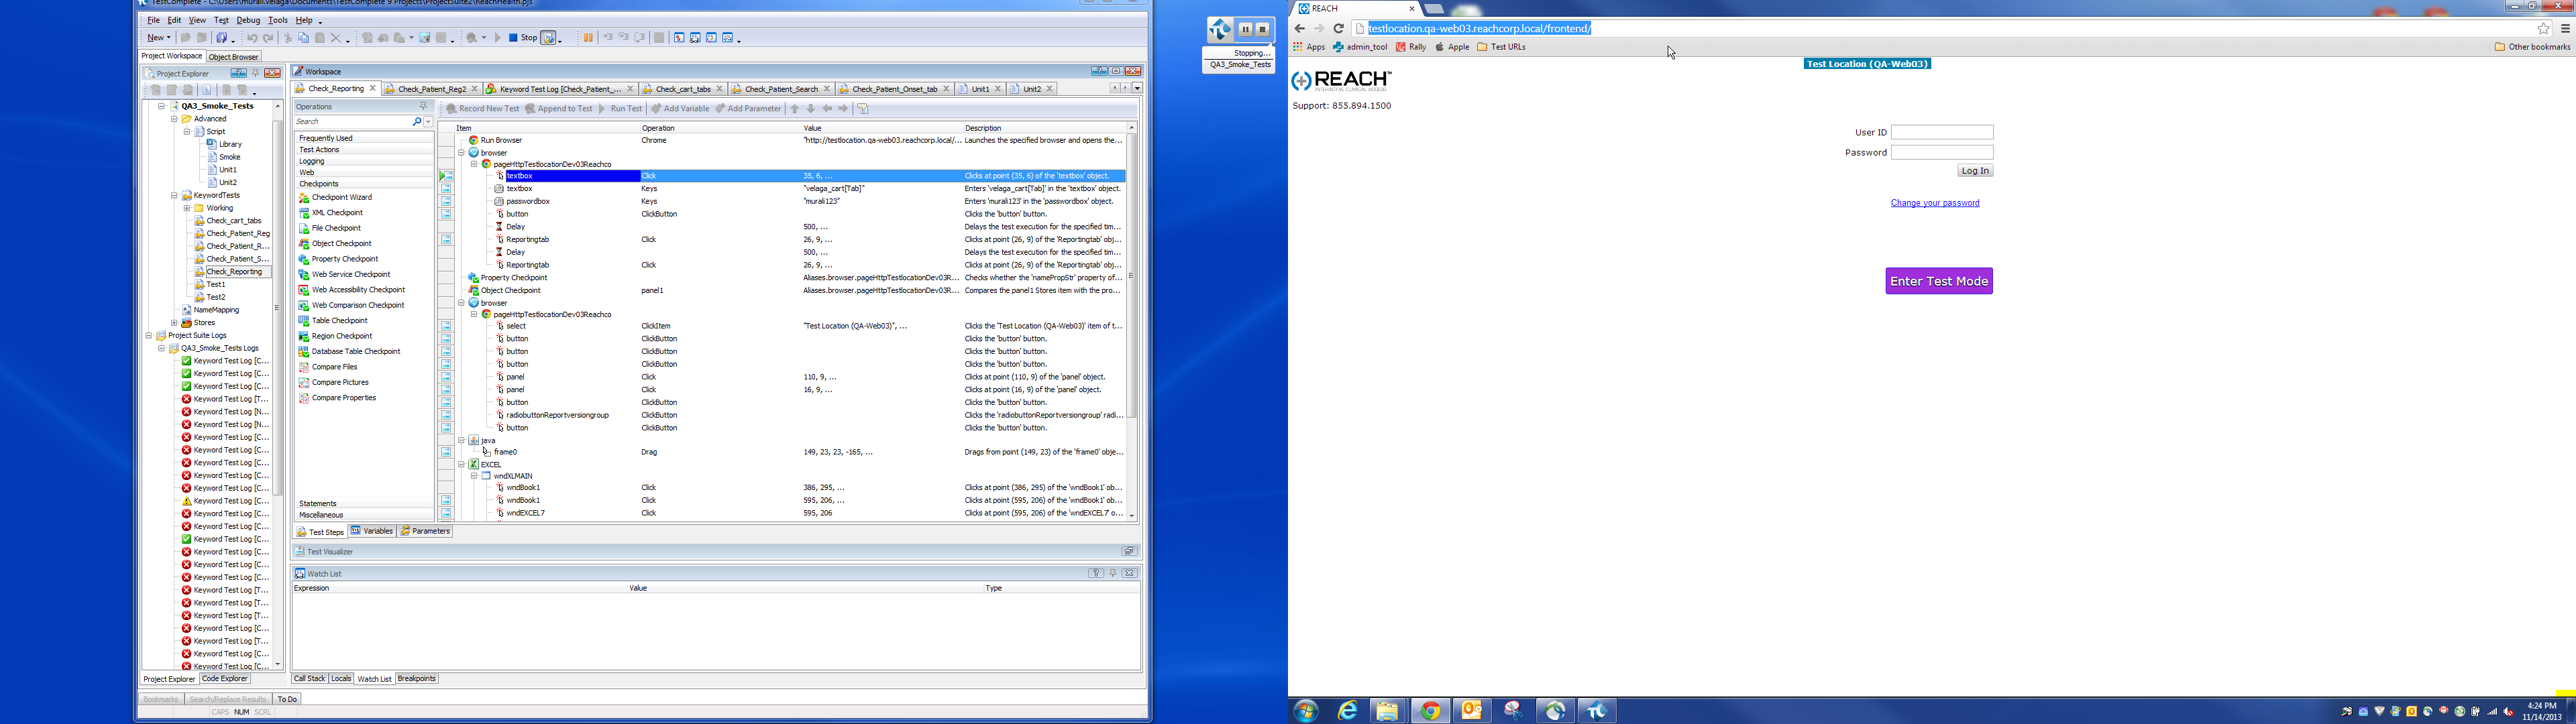 TestComplete - C:\Users\murali.velaga\Documents\TestComplete 9 Projects\ProjectSuite2\ReachHealth.pjs
File Edit View Test Debug Tools Help
New Stop
Project Workspace Object Browser
Project Explorer
QA3_Smoke_Tests
Advanced
Script
Library
Smoke
Unit1
Unit2
KeywordTests
Working
Check_cart_tabs
Check_Patient_Reg
Check_Patient_R...
Check_Patient_S...
Check_Reporting
Test1
Test2
NameMapping
Stores
Project Suite Logs
QA3_Smoke_Tests Logs
Keyword Test Log [C...
Keyword Test Log [C...
Keyword Test Log [C...
Keyword Test Log [T...
Keyword Test Log [N...
Keyword Test Log [N...
Keyword Test Log [C...
Keyword Test Log [C...
Keyword Test Log [C...
Keyword Test Log [C...
Keyword Test Log [C...
Keyword Test Log [C...
Keyword Test Log [C...
Keyword Test Log [C...
Keyword Test Log [C...
Keyword Test Log [C...
Keyword Test Log [C...
Keyword Test Log [C...
Keyword Test Log [T...
Keyword Test Log [T...
Keyword Test Log [T...
Keyword Test Log [C...
Keyword Test Log [T...
Keyword Test Log [C...
Keyword Test Log [C...
Project Explorer Code Explorer
Bookmarks Search/Replace Results To Do
CAPS NUM SCRL
Workspace
Check_Reporting Check_Patient_Reg2 Keyword Test Log [Check_Patient_... Check_cart_tabs Check_Patient_Search Check_Patient_Onset_tab Unit1 Unit2
Operations
Search
Frequently Used
Test Actions
Logging
Web
Checkpoints
Checkpoint Wizard
XML Checkpoint
File Checkpoint
Object Checkpoint
Property Checkpoint
Web Service Checkpoint
Web Accessibility Checkpoint
Web Comparison Checkpoint
Table Checkpoint
Region Checkpoint
Database Table Checkpoint
Compare Files
Compare Pictures
Compare Properties
Statements
Miscellaneous
Record New Test Append to Test Run Test Add Variable Add Parameter
Item Operation Value Description
Run Browser Chrome "http://testlocation.qa-web03.reachcorp.local/... Launches the specified browser and opens the...
browser
pageHttpTestlocationDev03Reachco
textbox Click 35, 6, ... Clicks at point (35, 6) of the 'textbox' object.
textbox Keys "velaga_cart[Tab]" Enters 'velaga_cart[Tab]' in the 'textbox' object.
passwordbox Keys "murali123" Enters 'murali123' in the 'passwordbox' object.
button ClickButton Clicks the 'button' button.
Delay 500, ... Delays the test execution for the specified tim...
Reportingtab Click 26, 9, ... Clicks at point (26, 9) of the 'Reportingtab' obj...
Delay 500, ... Delays the test execution for the specified tim...
Reportingtab Click 26, 9, ... Clicks at point (26, 9) of the 'Reportingtab' obj...
Property Checkpoint Aliases.browser.pageHttpTestlocationDev03R... Checks whether the 'namePropStr' property of...
Object Checkpoint panel1 Aliases.browser.pageHttpTestlocationDev03R... Compares the panel1 Stores item with the pro...
browser
pageHttpTestlocationDev03Reachco
select ClickItem "Test Location (QA-Web03)", ... Clicks the 'Test Location (QA-Web03)' item of t...
button ClickButton Clicks the 'button' button.
button ClickButton Clicks the 'button' button.
button ClickButton Clicks the 'button' button.
panel Click 110, 9, ... Clicks at point (110, 9) of the 'panel' object.
panel Click 16, 9, ... Clicks at point (16, 9) of the 'panel' object.
button ClickButton Clicks the 'button' button.
radiobuttonReportversiongroup ClickButton Clicks the 'radiobuttonReportversiongroup' radi...
button ClickButton Clicks the 'button' button.
java
frame0 Drag 149, 23, 23, -165, ... Drags from point (149, 23) of the 'frame0' obje...
EXCEL
wndXLMAIN
wndBook1 Click 386, 295, ... Clicks at point (386, 295) of the 'wndBook1' ob...
wndBook1 Click 595, 206, ... Clicks at point (595, 206) of the 'wndBook1' ob...
wndEXCEL7 Click 595, 206 Clicks at point (595, 206) of the 'wndEXCEL7' o...
Test Steps Variables Parameters
Test Visualizer
Watch List
Expression Value Type
Call Stack Locals Watch List Breakpoints
Stopping...
QA3_Smoke_Tests
REACH
testlocation.qa-web03.reachcorp.local/frontend/
Apps admin_tool Rally Apple Test URLs Other bookmarks
Test Location (QA-Web03)
REACH™
INTERACTIVE CLINICAL ACCESS
Support: 855.894.1500
User ID
Password
Log In
Change your password
Enter Test Mode
4:24 PM
11/14/2013